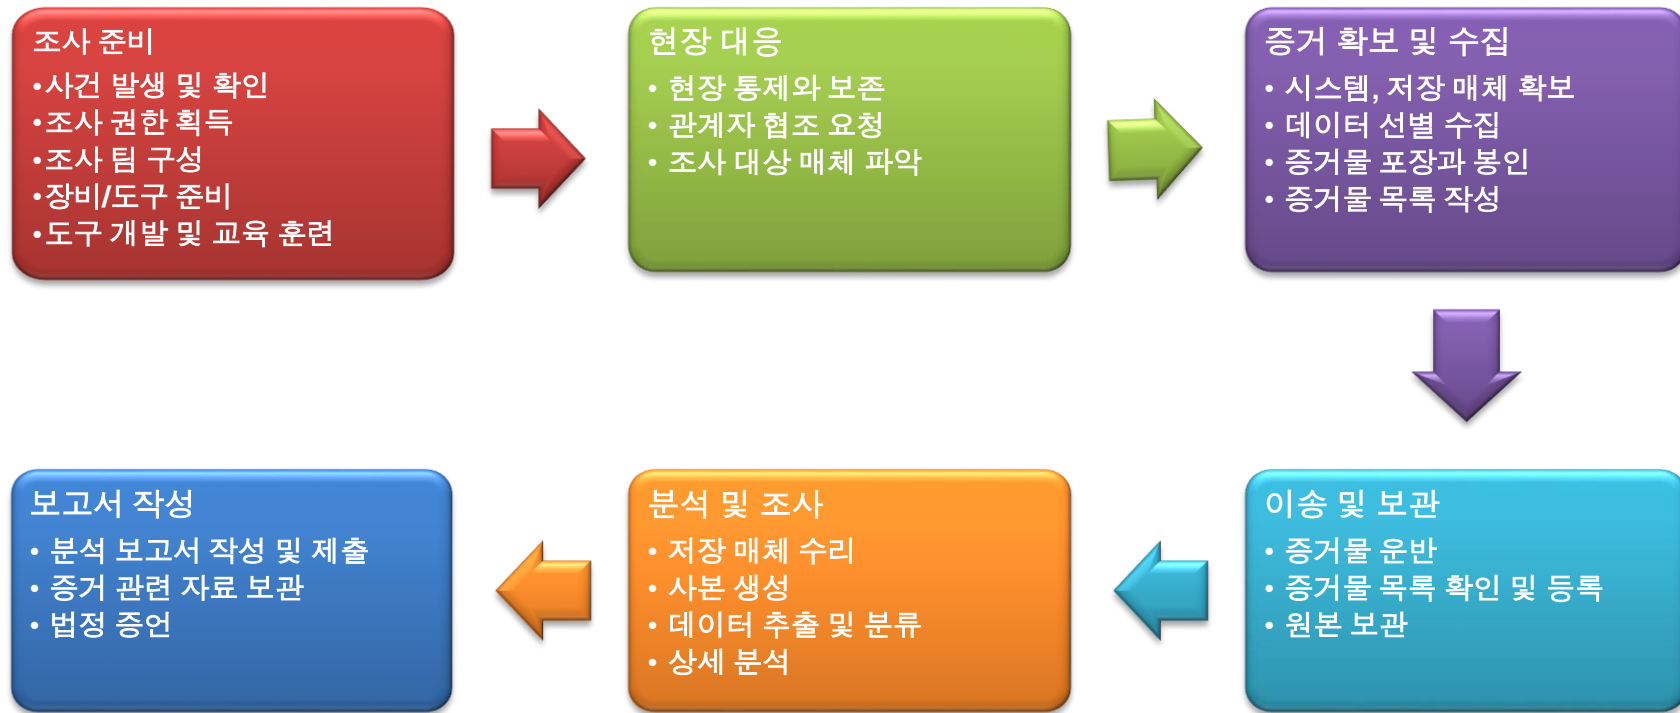 조사 준비
•사건 발생 및 확인
•조사 권한 획득
•조사 팀 구성
•장비/도구 준비
•도구 개발 및 교육 훈련
현장 대응
• 현장 통제와 보존
• 관계자 협조 요청
• 조사 대상 매체 파악
증거 확보 및 수집
• 시스템, 저장 매체 확보
• 데이터 선별 수집
• 증거물 포장과 봉인
• 증거물 목록 작성
이송 및 보관
• 증거물 운반
• 증거물 목록 확인 및 등록
• 원본 보관
분석 및 조사
• 저장 매체 수리
• 사본 생성
• 데이터 추출 및 분류
• 상세 분석
보고서 작성
• 분석 보고서 작성 및 제출
• 증거 관련 자료 보관
• 법정 증언